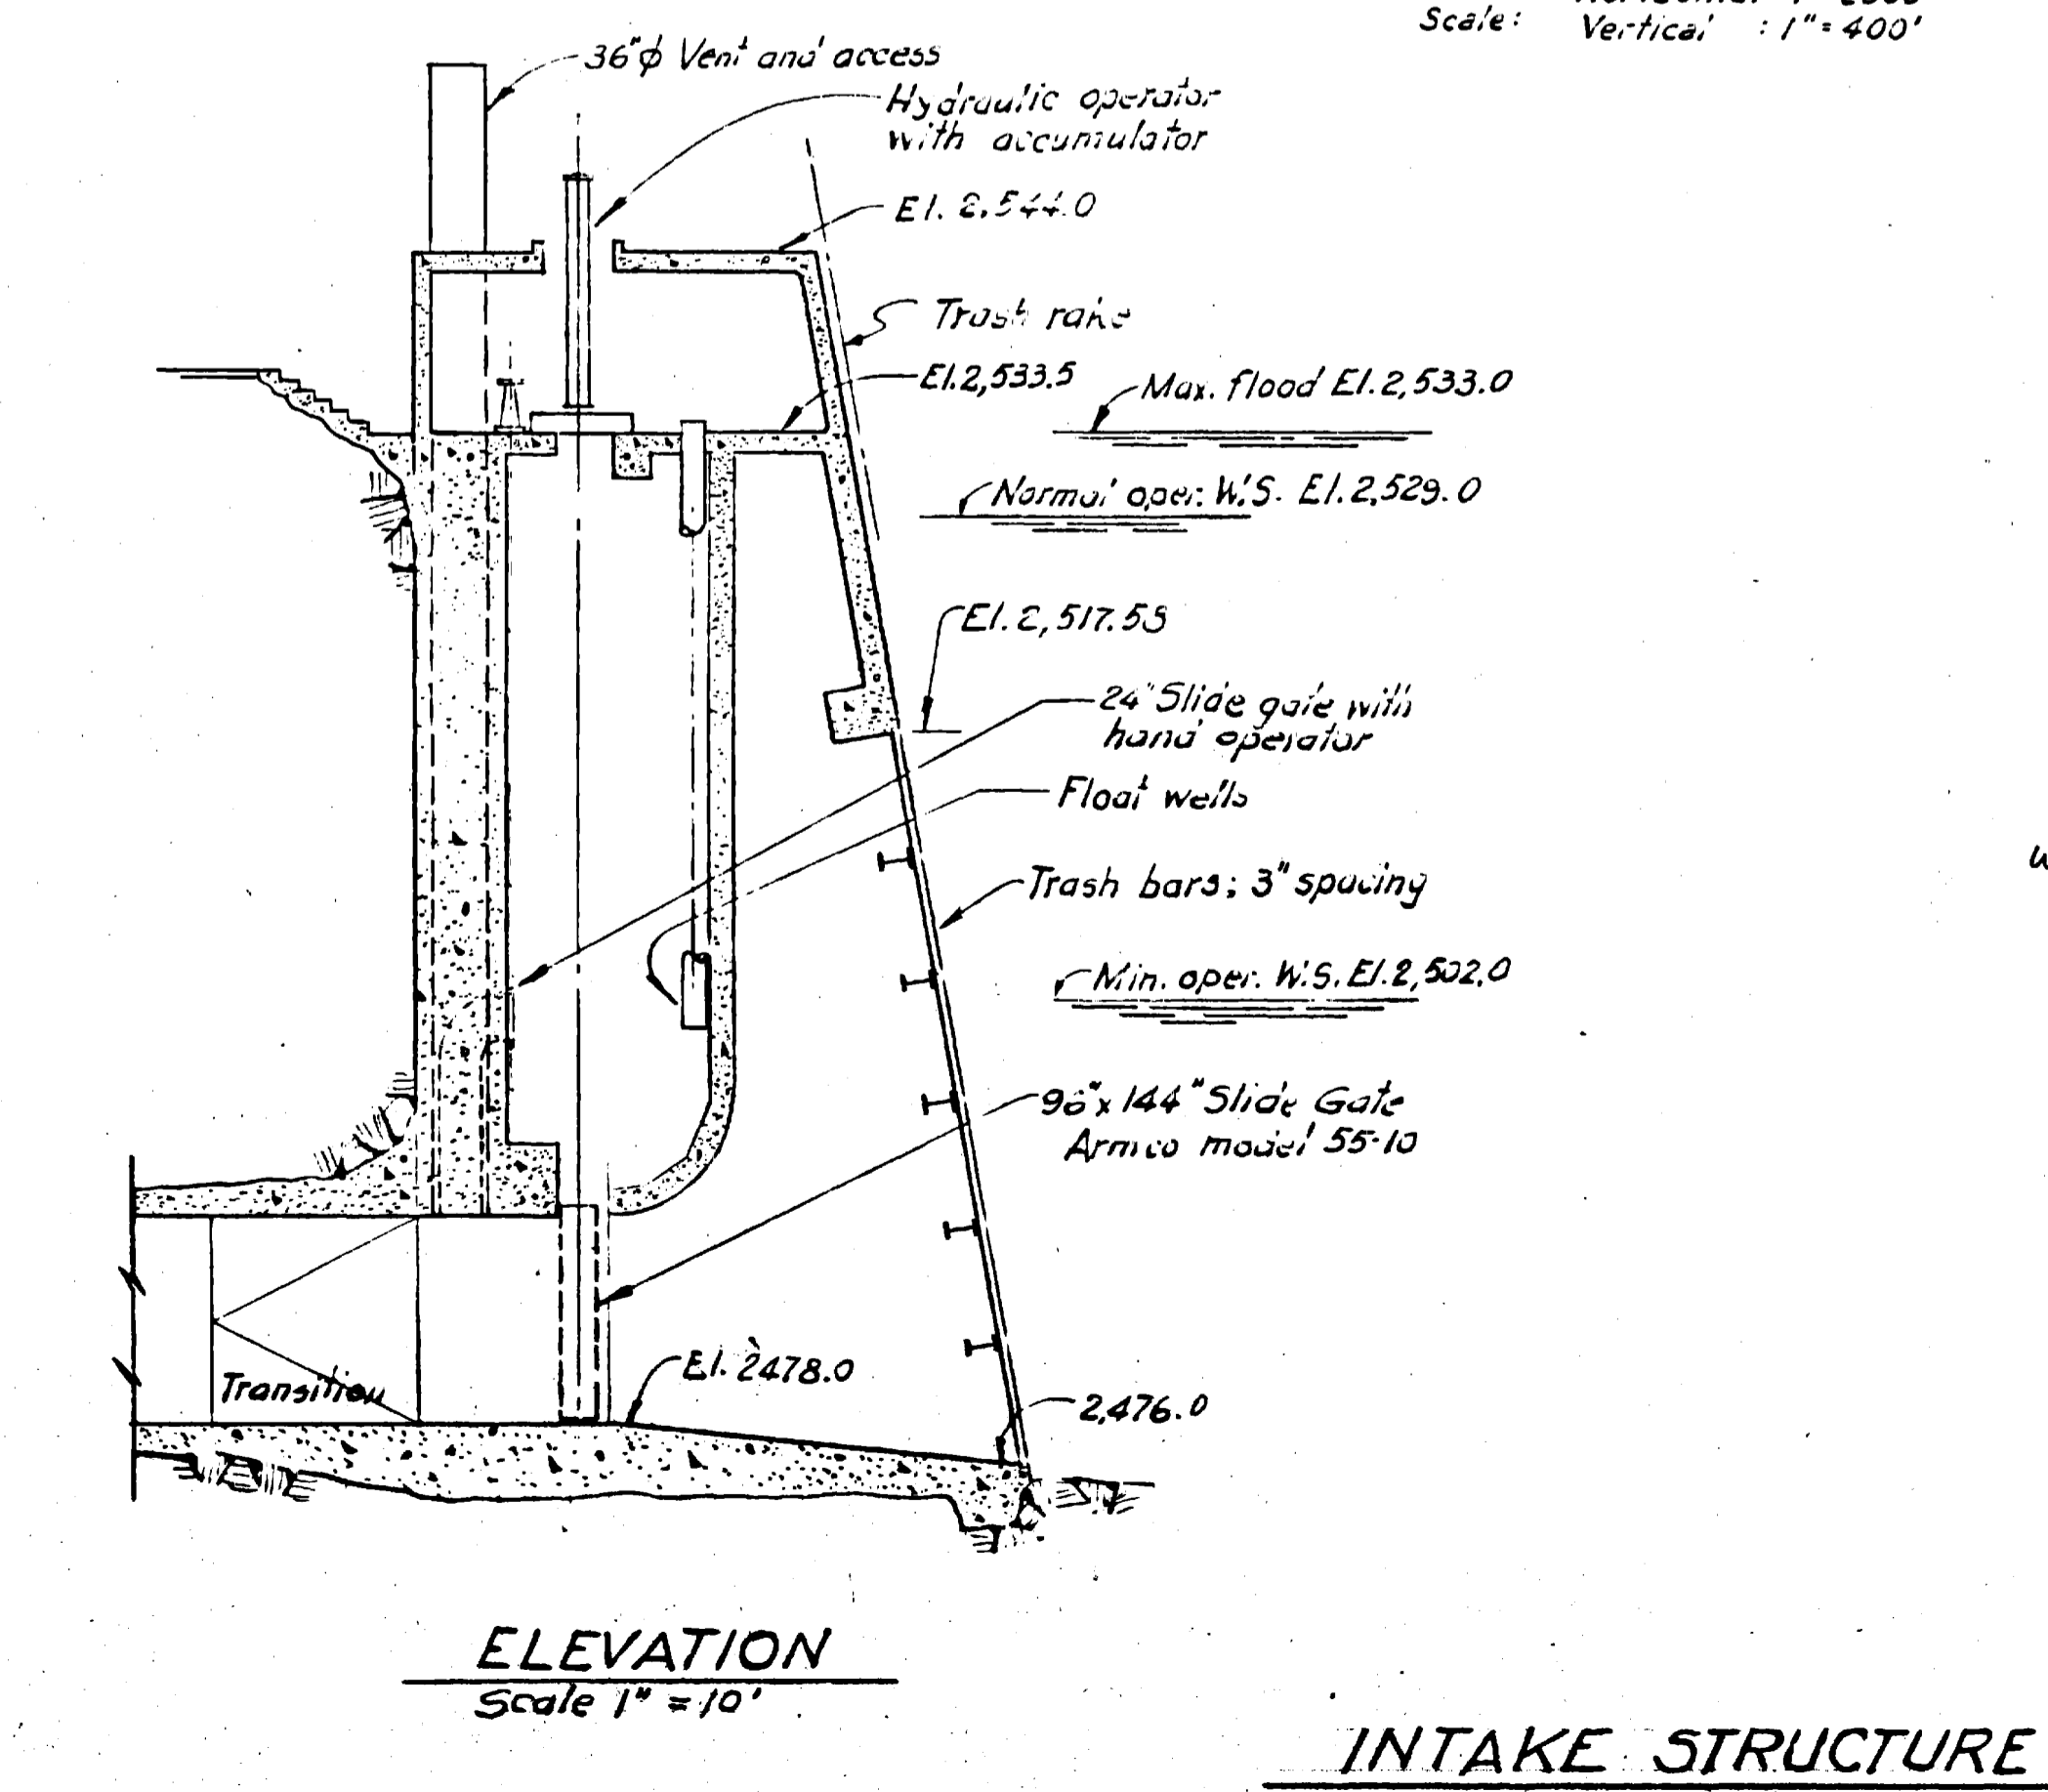 Scale: Vertical : 1" = 400'
36"ϕ Vent and access
Hydraulic operator
with accumulator
El. 2,544.0
Trash rake
El. 2,533.5
Max. flood El. 2,533.0
Normal oper. W.S. El. 2,529.0
El. 2,517.58
24" Slide gate with
hand operator
Float wells
Trash bars; 3" spacing
Min. oper. W.S. El. 2,502.0
96" x 144" Slide Gate
Armco model 55-10
El. 2478.0
Transition
2,476.0
ELEVATION
Scale 1" = 10'
INTAKE STRUCTURE